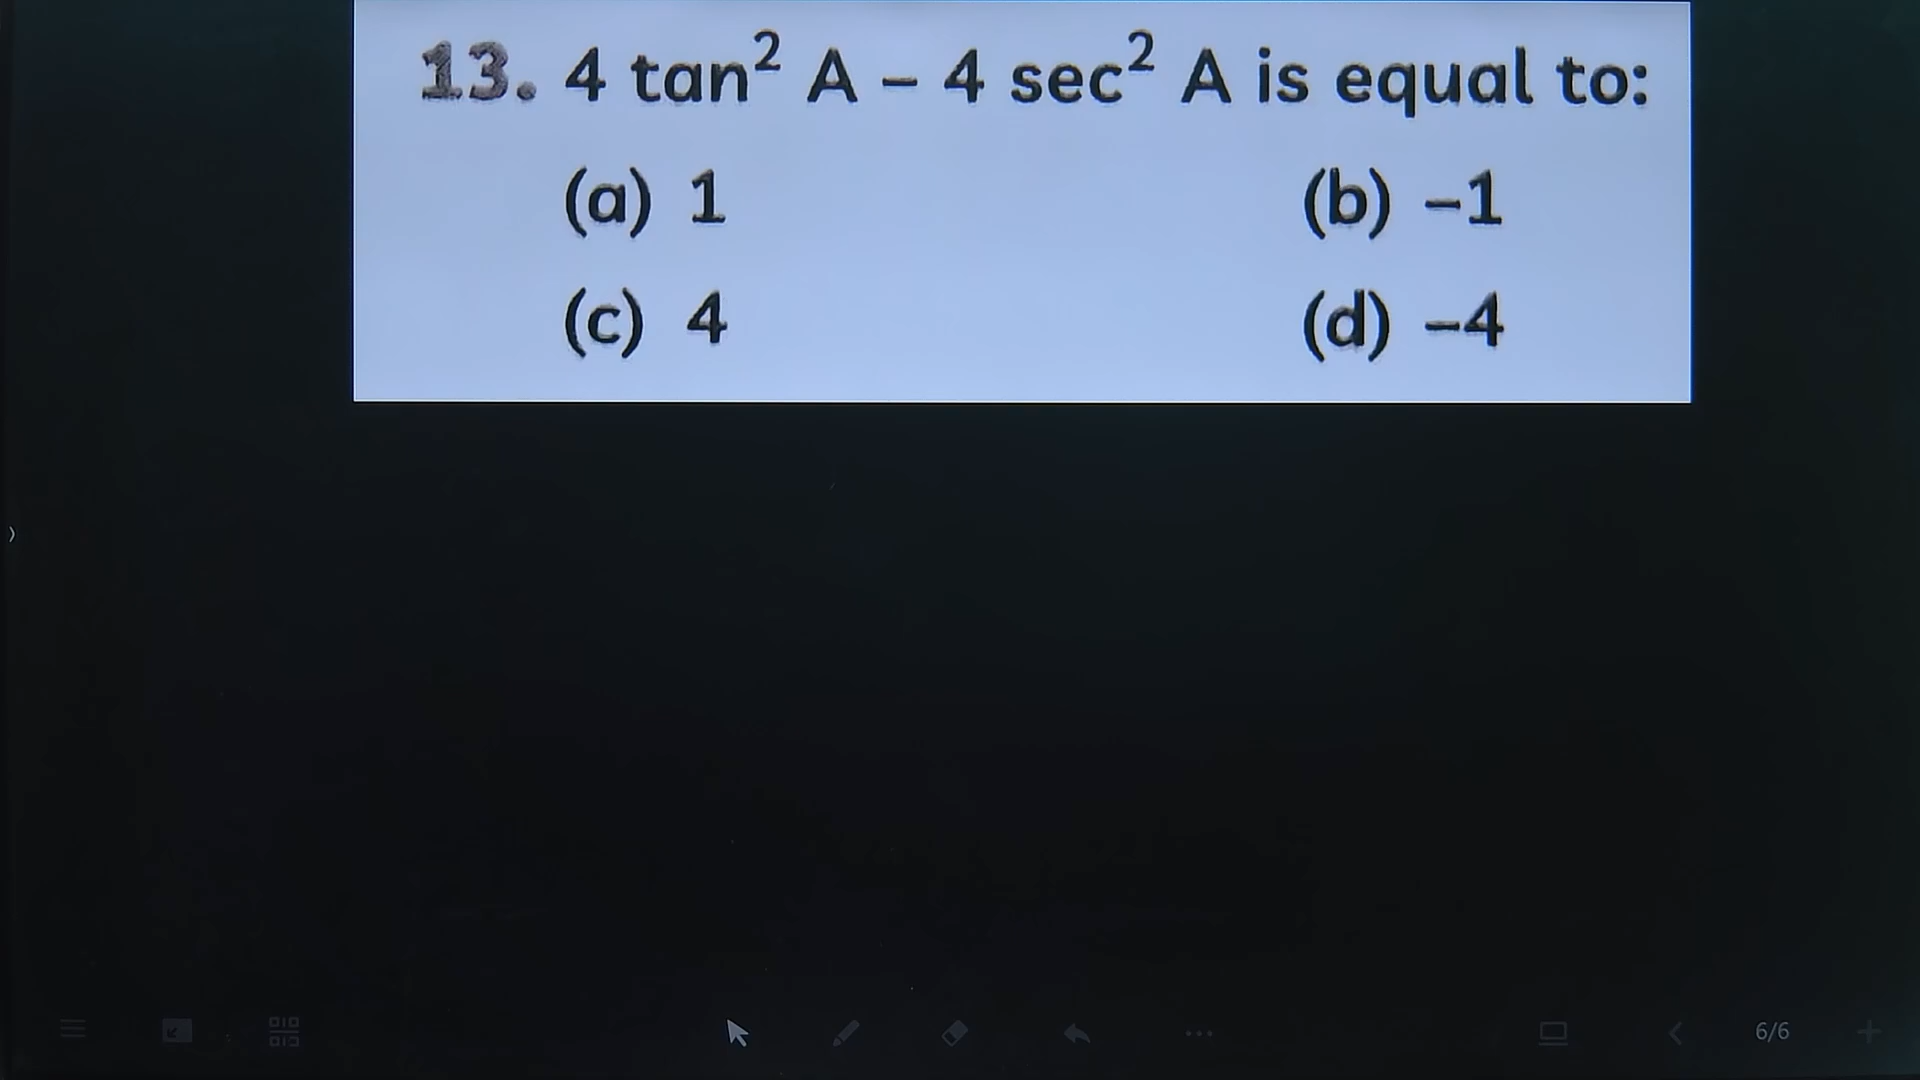 13. 4 tan² A – 4 sec² A is equal to:
(a) 1 (b) –1
(c) 4 (d) –4
6/6